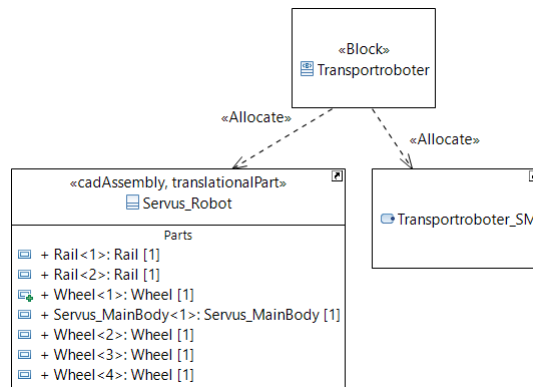 «Block»
Transportroboter
«Allocate»
«Allocate»
«cadAssembly, translationalPart»
Servus_Robot
Parts
+ Rail<1>: Rail [1]
+ Rail<2>: Rail [1]
+ Wheel<1>: Wheel [1]
+ Servus_MainBody<1>: Servus_MainBody [1]
+ Wheel<2>: Wheel [1]
+ Wheel<3>: Wheel [1]
+ Wheel<4>: Wheel [1]
Transportroboter_SM